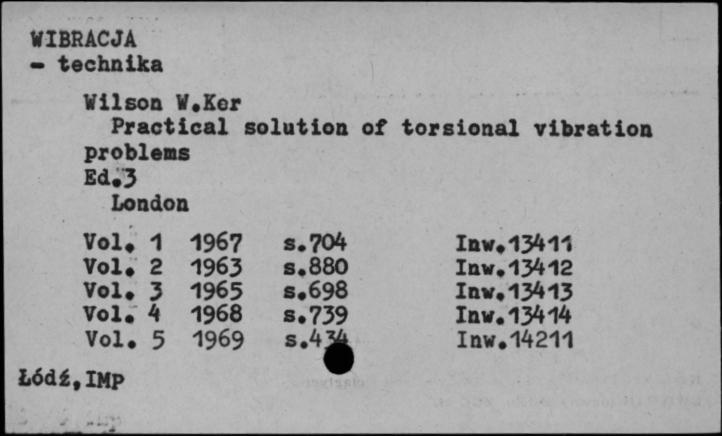 WIBRACJA
- technika
Wilson W.Ker
Practical solution of torsional vibration
problems
Ed.3
London
Vol. 1 1967 s.704 Inw.13411
Vol. 2 1963 s.880 Inw.13412
Vol. 3 1965 s.698 Inw.13413
Vol. 4 1968 s.739 Inw.13414
Vol. 5 1969 s.434 Inw.14211
Łódź,IMP